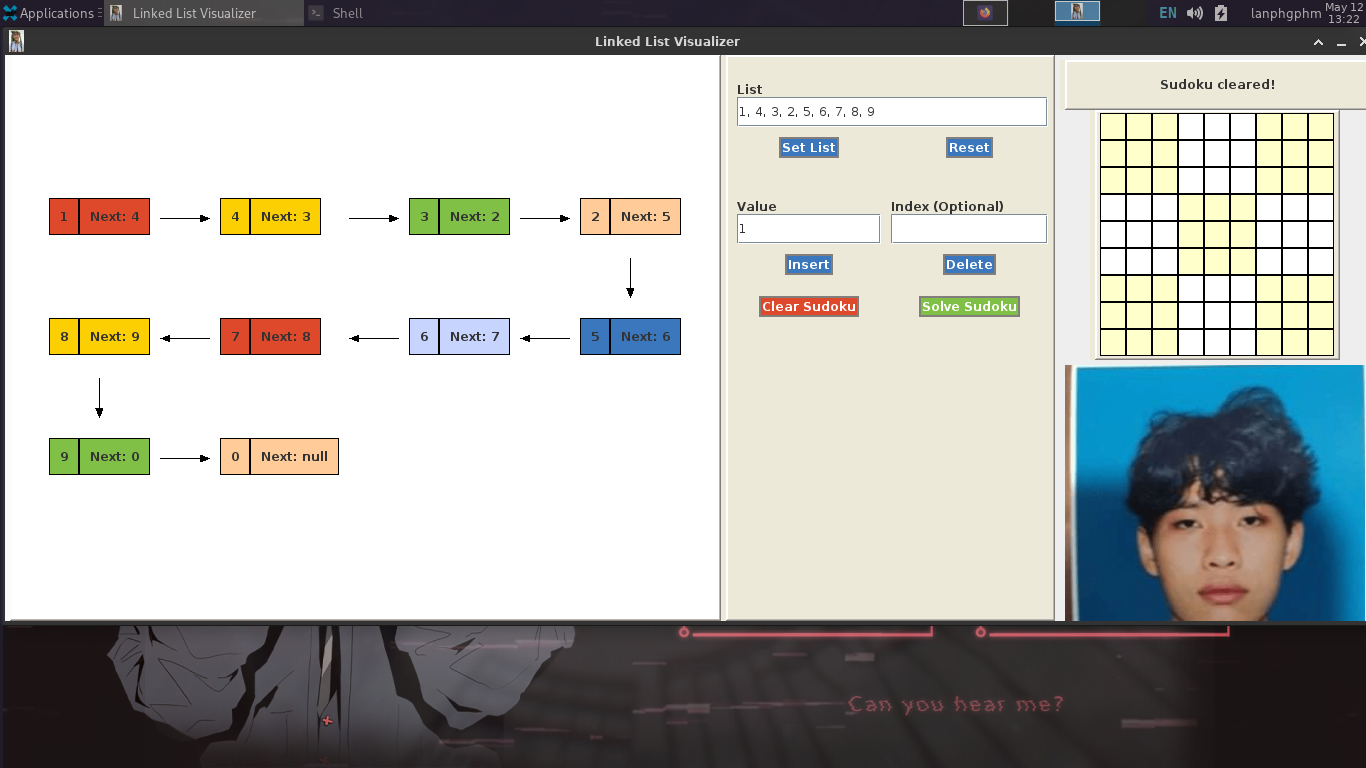 Applications
Linked List Visualizer
Shell
EN
lanphgphm
May 12
13:22
Linked List Visualizer
List
1, 4, 3, 2, 5, 6, 7, 8, 9
Set List
Reset
Value
Index (Optional)
1
Insert
Delete
Clear Sudoku
Solve Sudoku
Sudoku cleared!
1 Next: 4
4 Next: 3
3 Next: 2
2 Next: 5
8 Next: 9
7 Next: 8
6 Next: 7
5 Next: 6
9 Next: 0
0 Next: null
Can you hear me?